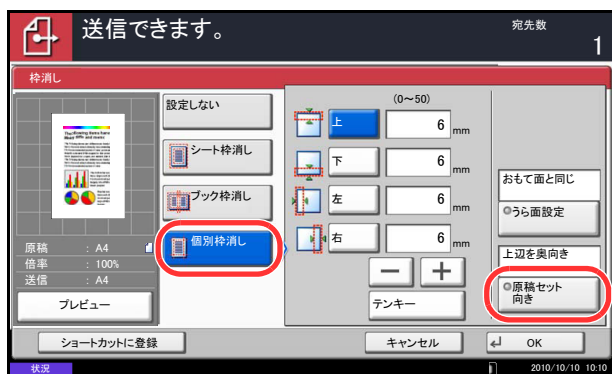 送信できます。
宛先数
1
枠消し
設定しない
シート枠消し
ブック枠消し
個別枠消し
(0~50)
上
6 mm
下
6 mm
左
6 mm
右
6 mm
テンキー
おもて面と同じ
うら面設定
上辺を奥向き
原稿セット
向き
原稿 : A4
倍率 : 100%
送信 : A4
プレビュー
ショートカットに登録
キャンセル
OK
状況
2010/10/10 10:10